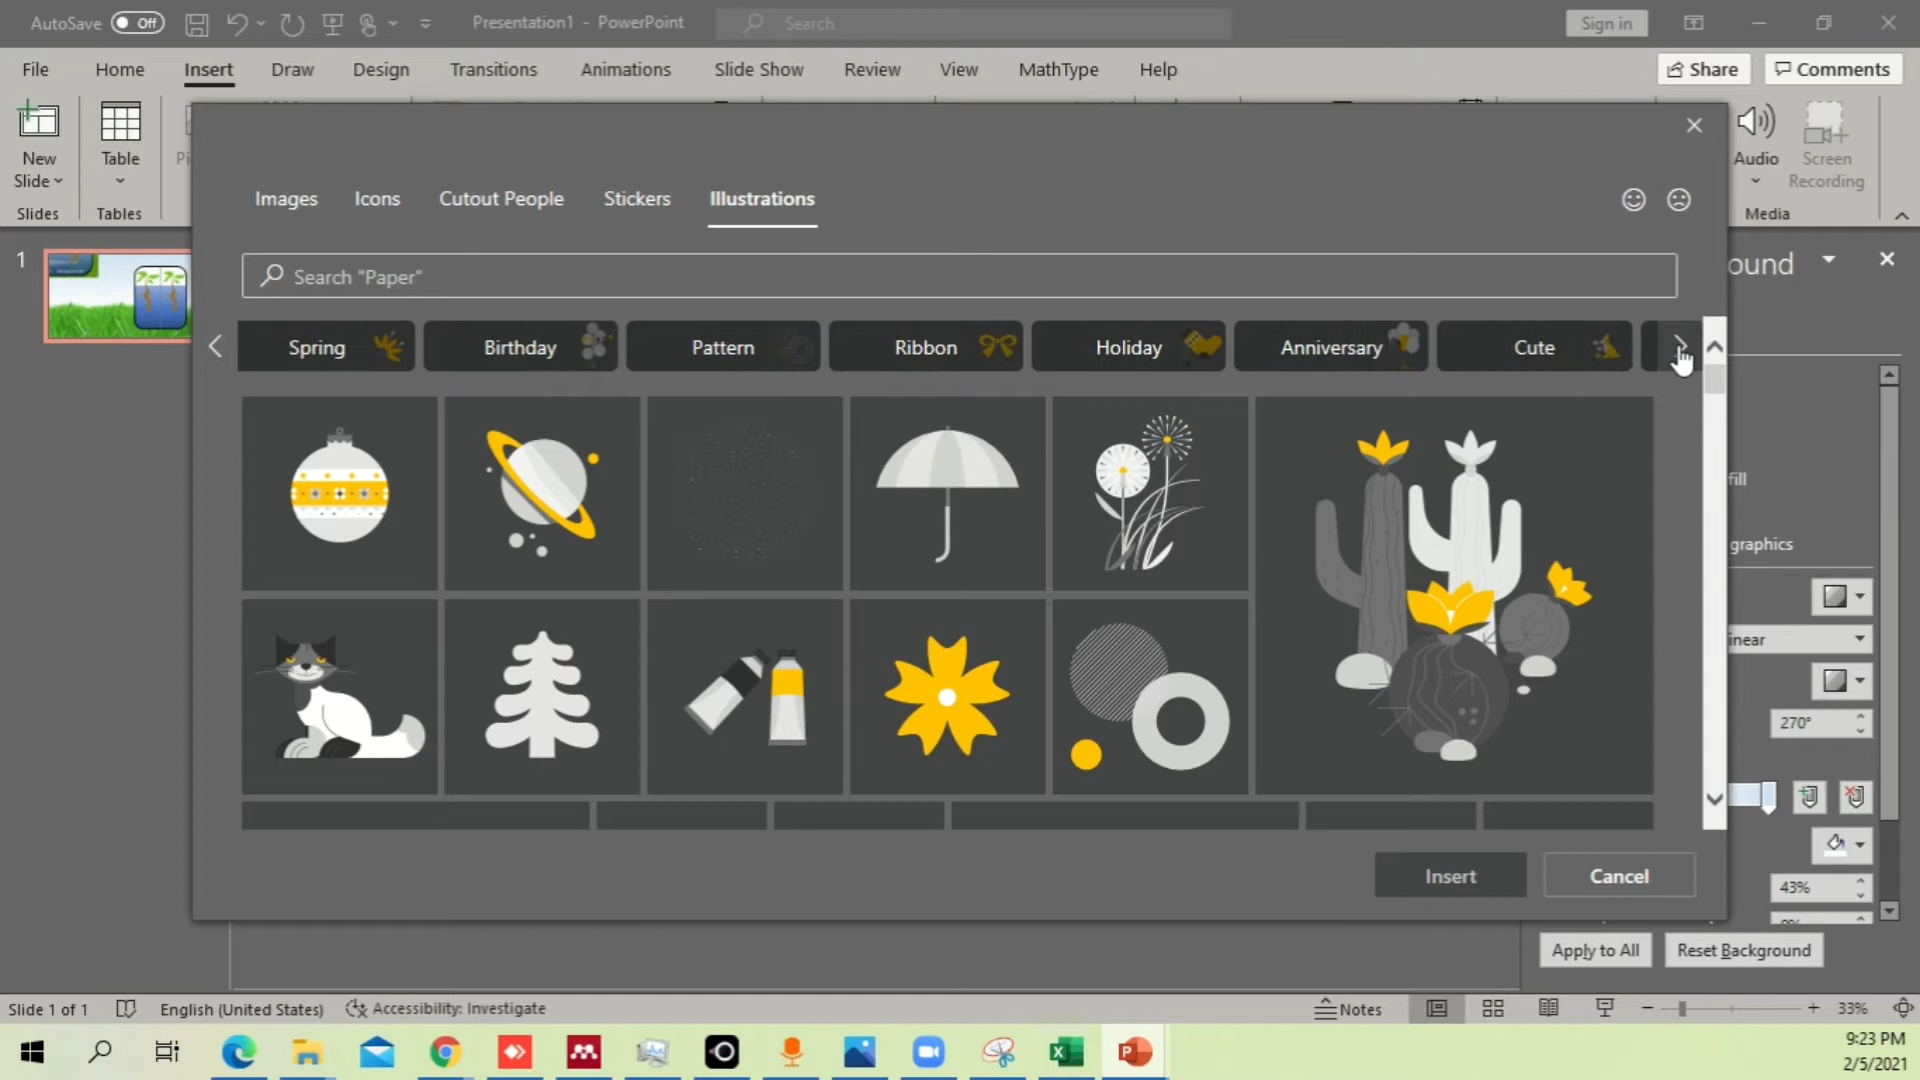 AutoSave Off Presentation1 - PowerPoint Search Sign in
File Home Insert Draw Design Transitions Animations Slide Show Review View MathType Help Share Comments
New Slide
Table
Audio
Screen Recording
Slides Tables Media
Images Icons Cutout People Stickers Illustrations
Search "Paper"
Spring Birthday Pattern Ribbon Holiday Anniversary Cute
1
ound
fill
graphics
inear
270°
43%
Insert Cancel
Apply to All Reset Background
Slide 1 of 1 English (United States) Accessibility: Investigate Notes 33%
9:23 PM
2/5/2021